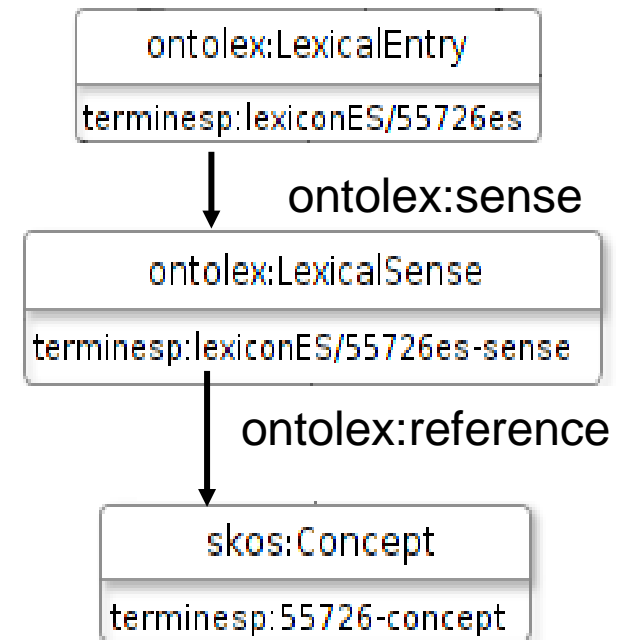 ontolex:LexicalEntry
terminesp:lexiconES/55726es
ontolex:sense
ontolex:LexicalSense
terminesp:lexiconES/55726es-sense
ontolex:reference
skos:Concept
terminesp:55726-concept